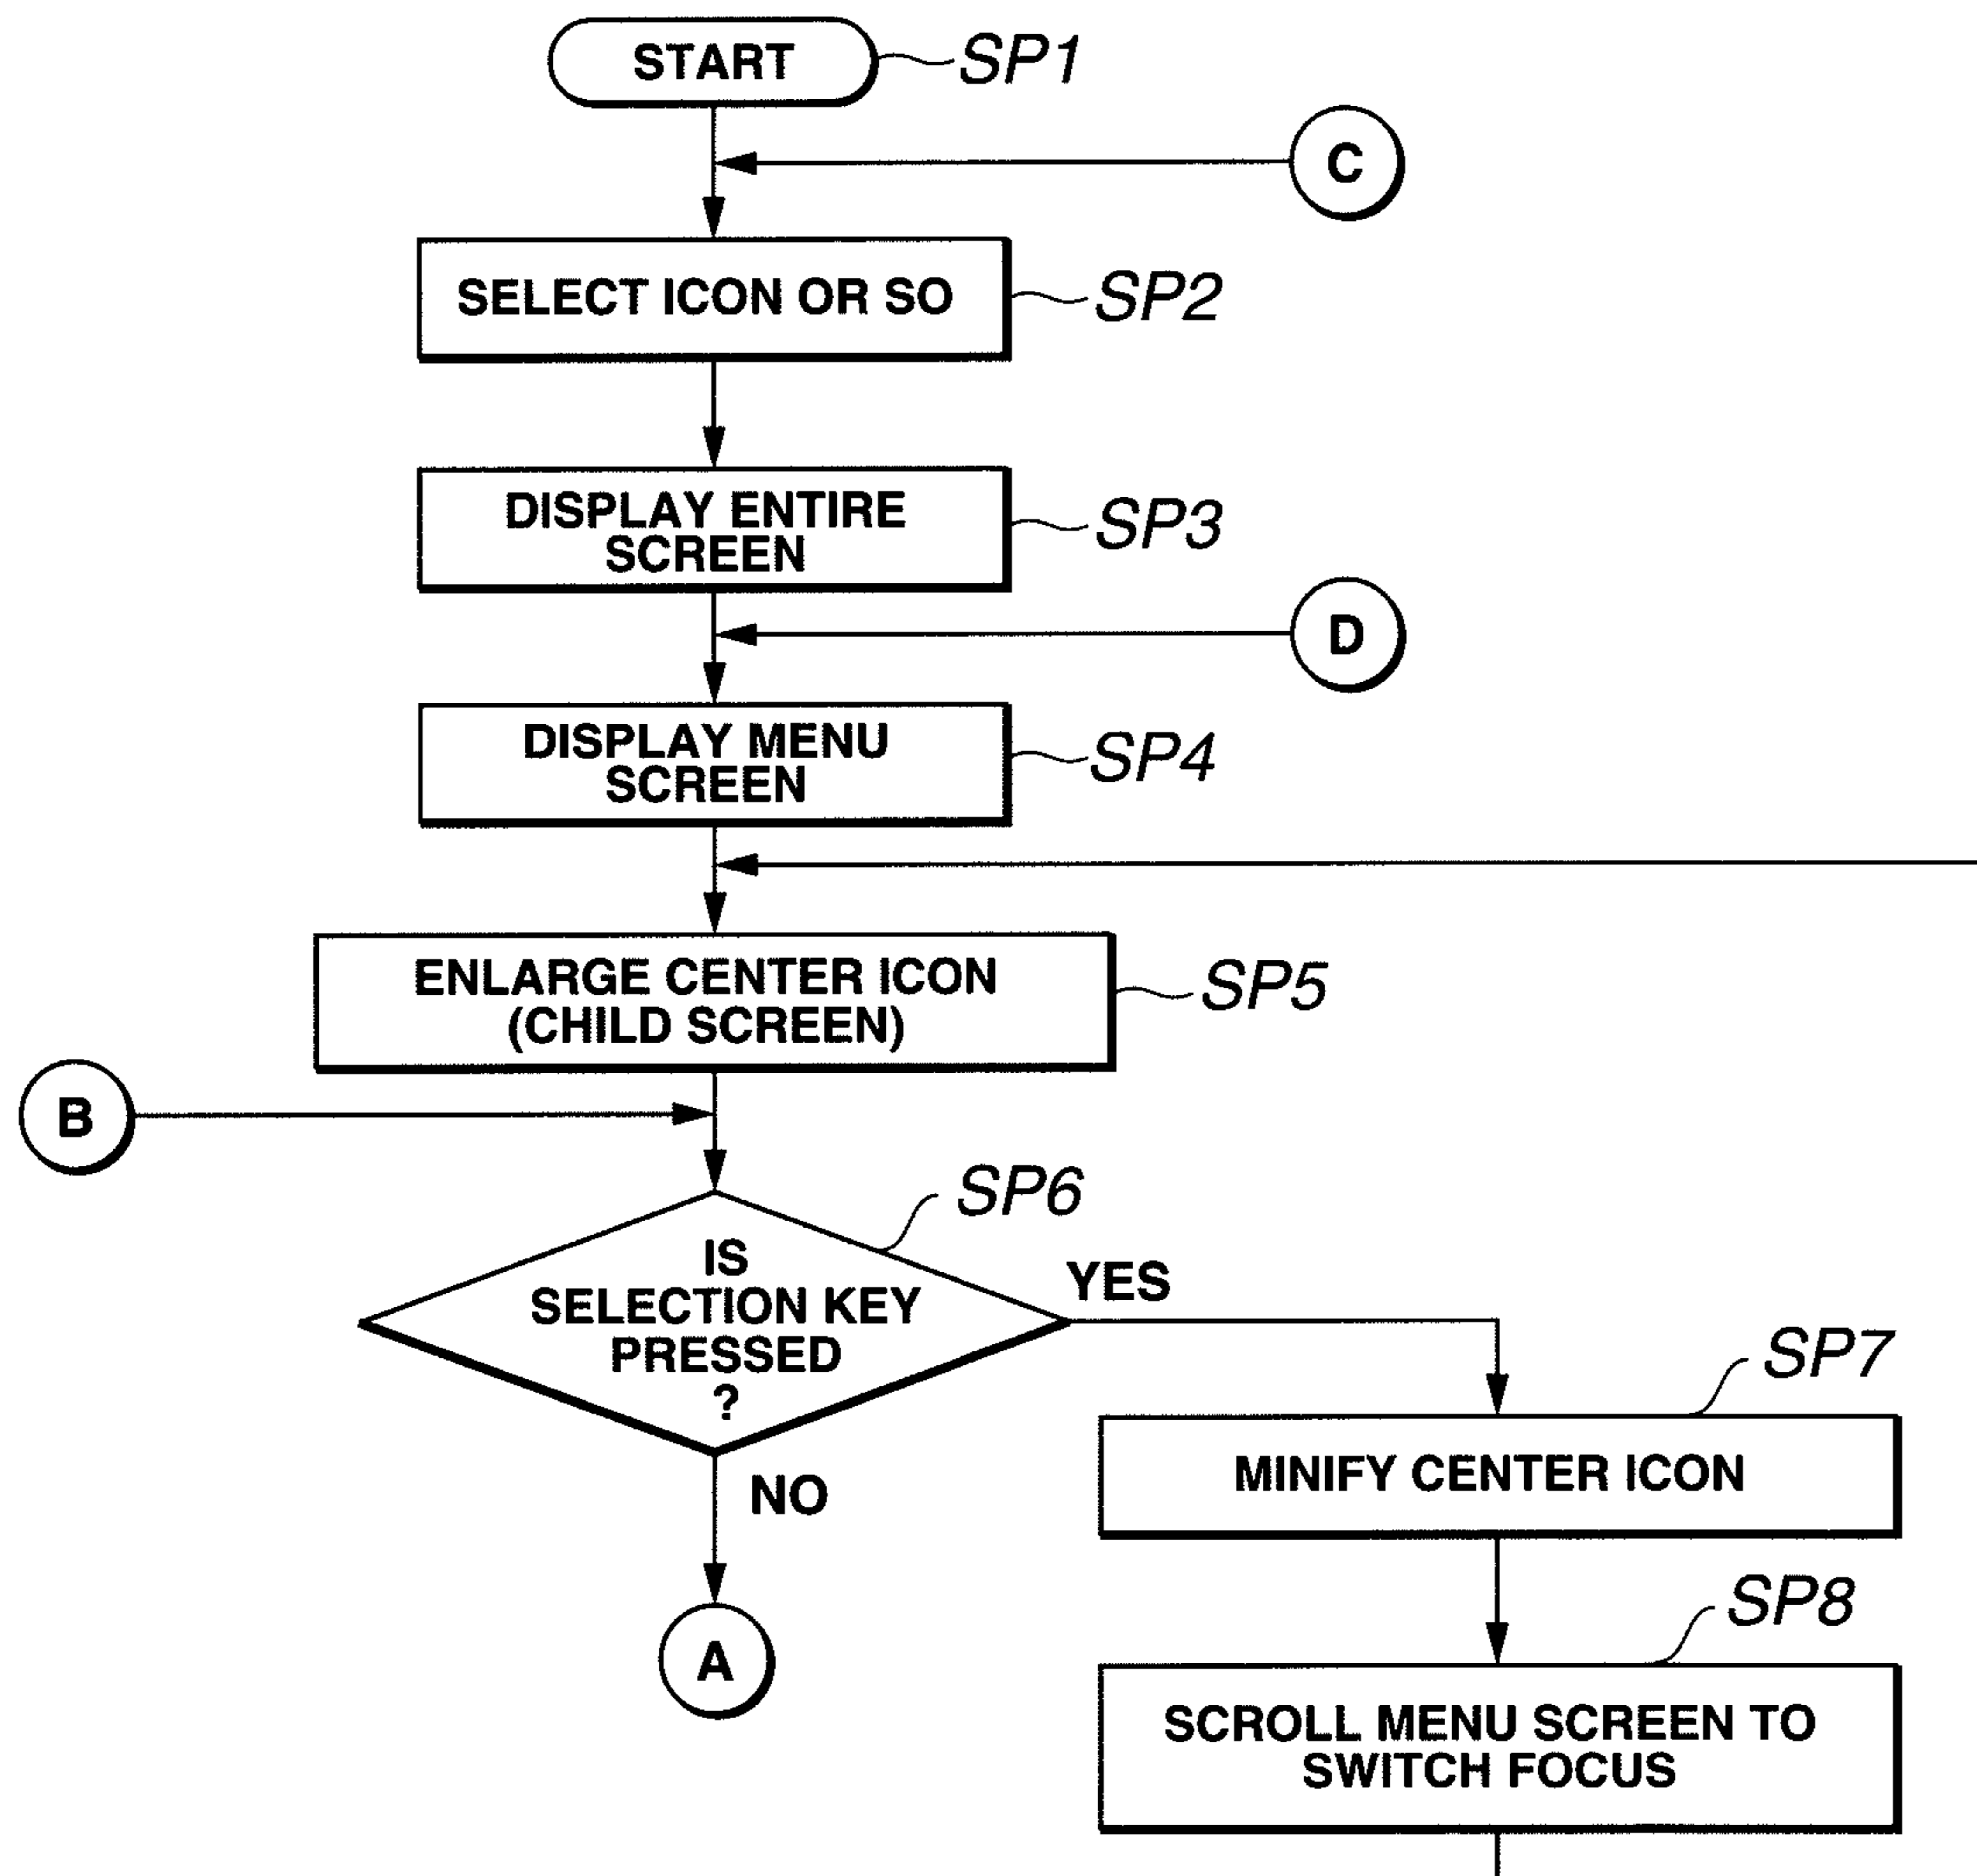 START
SP1
C
SELECT ICON OR SO
SP2
DISPLAY ENTIRE
SCREEN
SP3
D
DISPLAY MENU
SCREEN
SP4
ENLARGE CENTER ICON
(CHILD SCREEN)
SP5
B
SP6
IS
SELECTION KEY
PRESSED
?
YES
NO
A
SP7
MINIFY CENTER ICON
SP8
SCROLL MENU SCREEN TO
SWITCH FOCUS